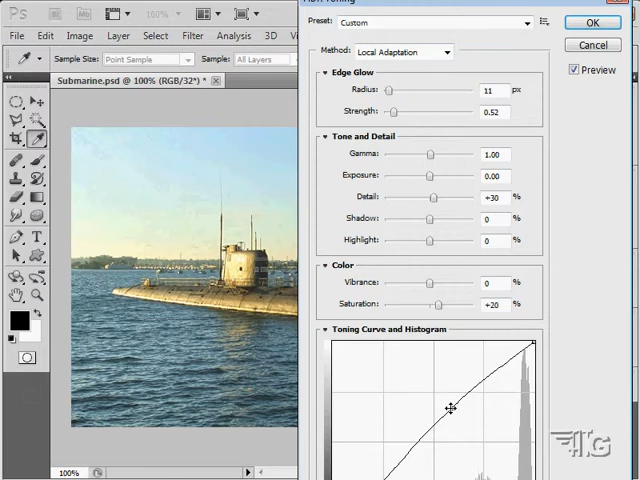 Ps
100%
HDR Toning
File Edit Image Layer Select Filter Analysis 3D
Preset: Custom
OK
Method: Local Adaptation
Cancel
Sample Size: Point Sample Sample: All Layers
Preview
Edge Glow
Submarine.psd @ 100% (RGB/32*) *
Radius: 11 px
Strength: 0.52
Tone and Detail
Gamma: 1.00
Exposure: 0.00
Detail: +30 %
Shadow: 0 %
Highlight: 0 %
Color
Vibrance: 0 %
Saturation: +20 %
Toning Curve and Histogram
100%